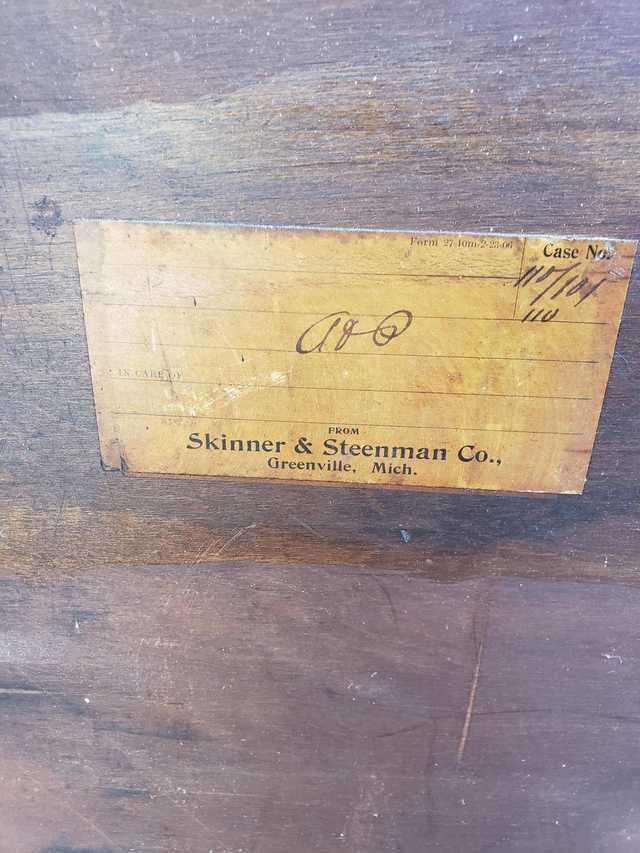 Form 27 10m-2-23-06
Case No.
110/101
110
IN CARE OF
FROM
Skinner & Steenman Co.,
Greenville, Mich.